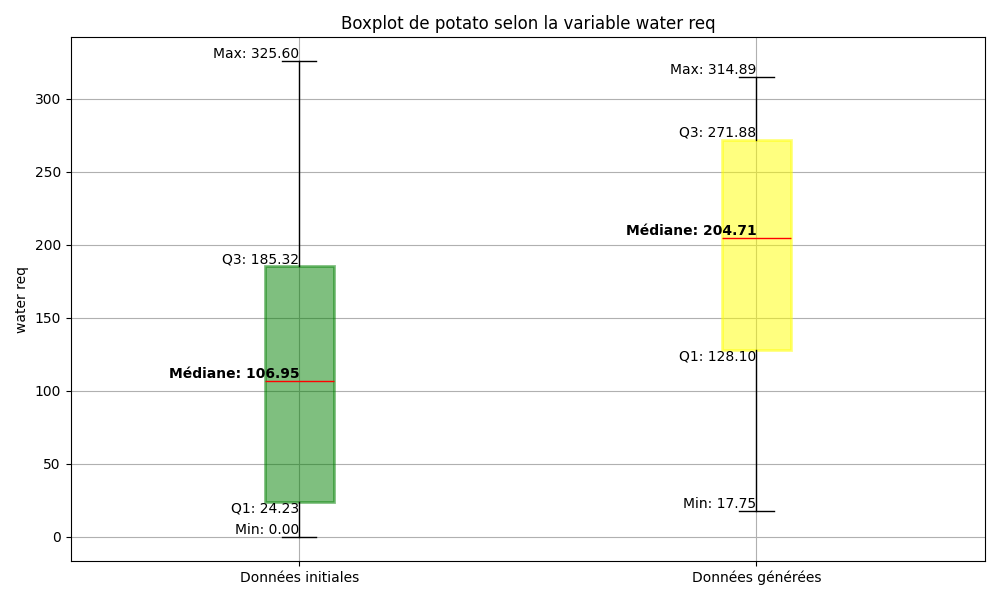 Boxplot de potato selon la variable water req
Max: 325.60
Max: 314.89
Q3: 185.32
Q3: 271.88
Médiane: 106.95
Médiane: 204.71
Q1: 24.23
Q1: 128.10
Min: 0.00
Min: 17.75
water req
300
250
200
150
100
50
0
Données initiales
Données générées